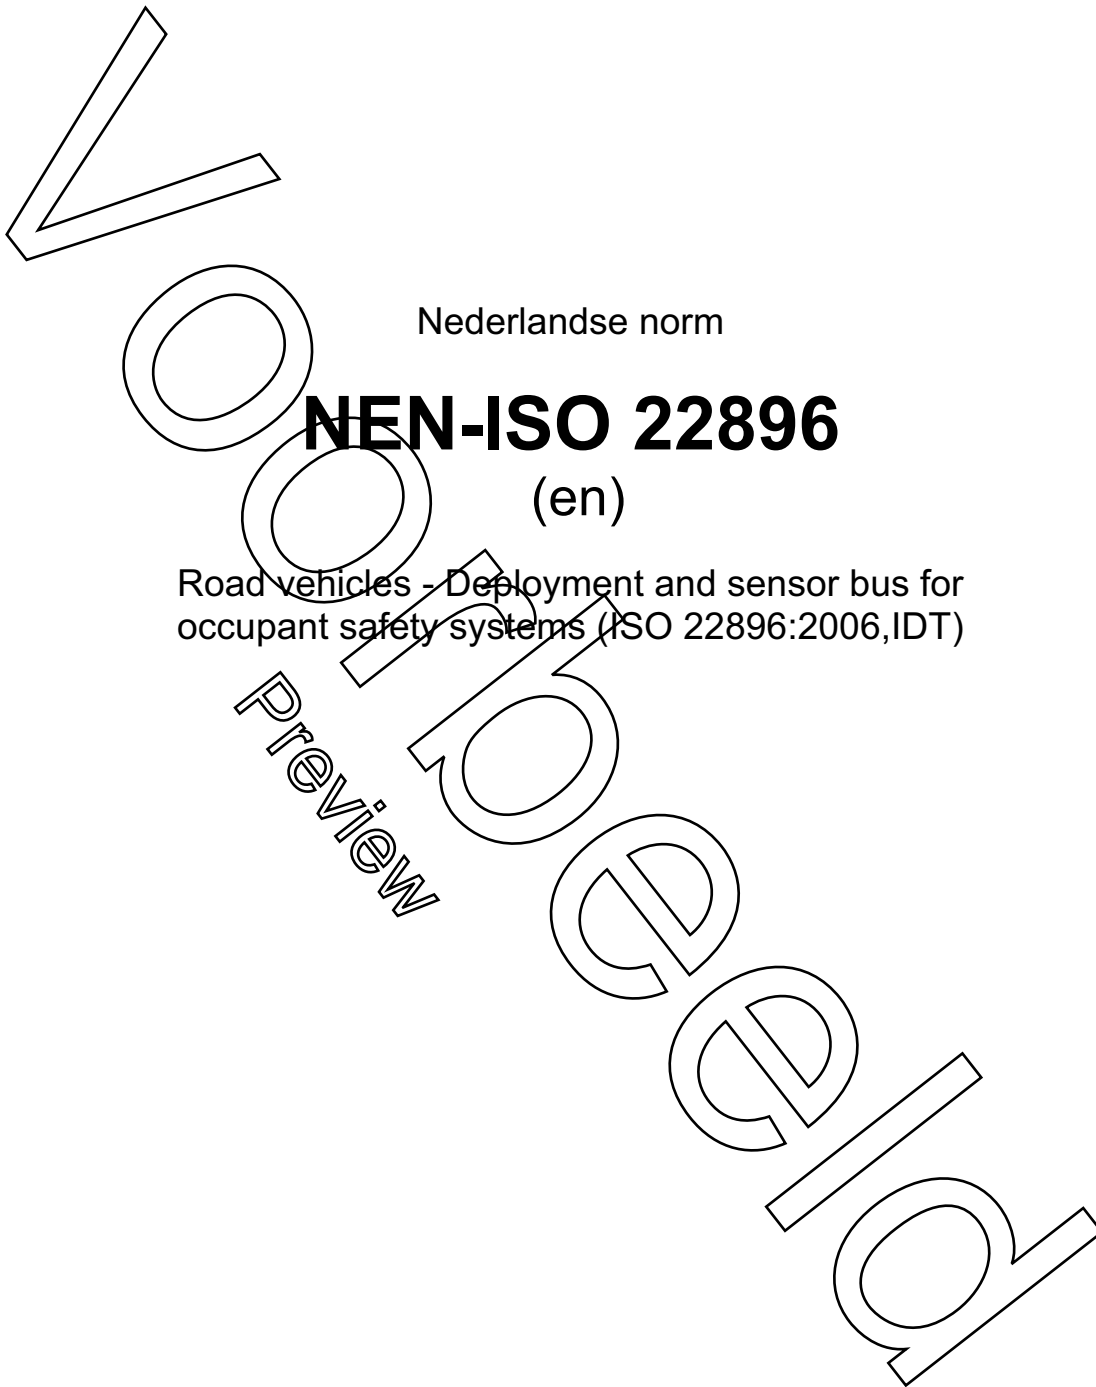 Nederlandse norm
NEN-ISO 22896
(en)
Road vehicles - Deployment and sensor bus for
occupant safety systems (ISO 22896:2006,IDT)
Voorbeeld
Preview